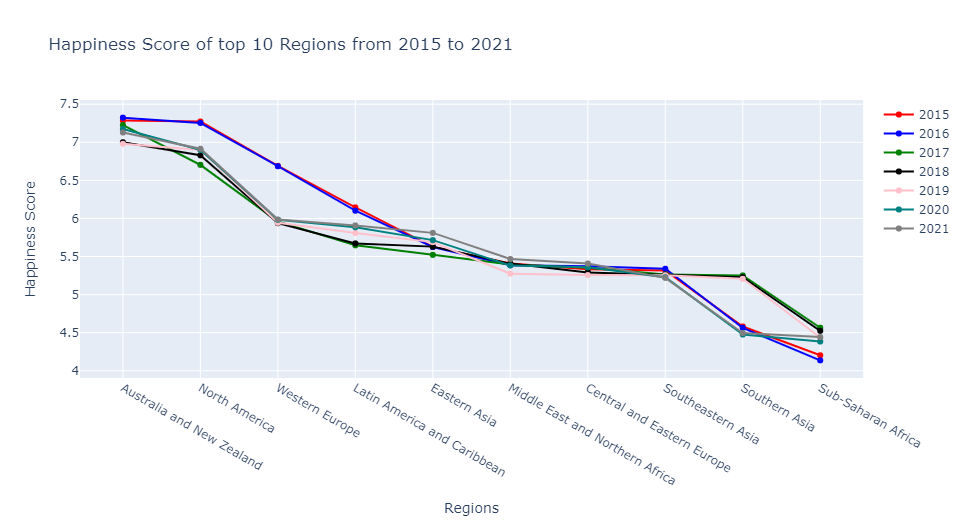 Happiness Score of top 10 Regions from 2015 to 2021
7.5
7
6.5
6
5.5
5
4.5
4
Happiness Score
Australia and New Zealand
North America
Western Europe
Latin America and Caribbean
Eastern Asia
Middle East and Northern Africa
Central and Eastern Europe
Southeastern Asia
Southern Asia
Sub-Saharan Africa
Regions
2015
2016
2017
2018
2019
2020
2021